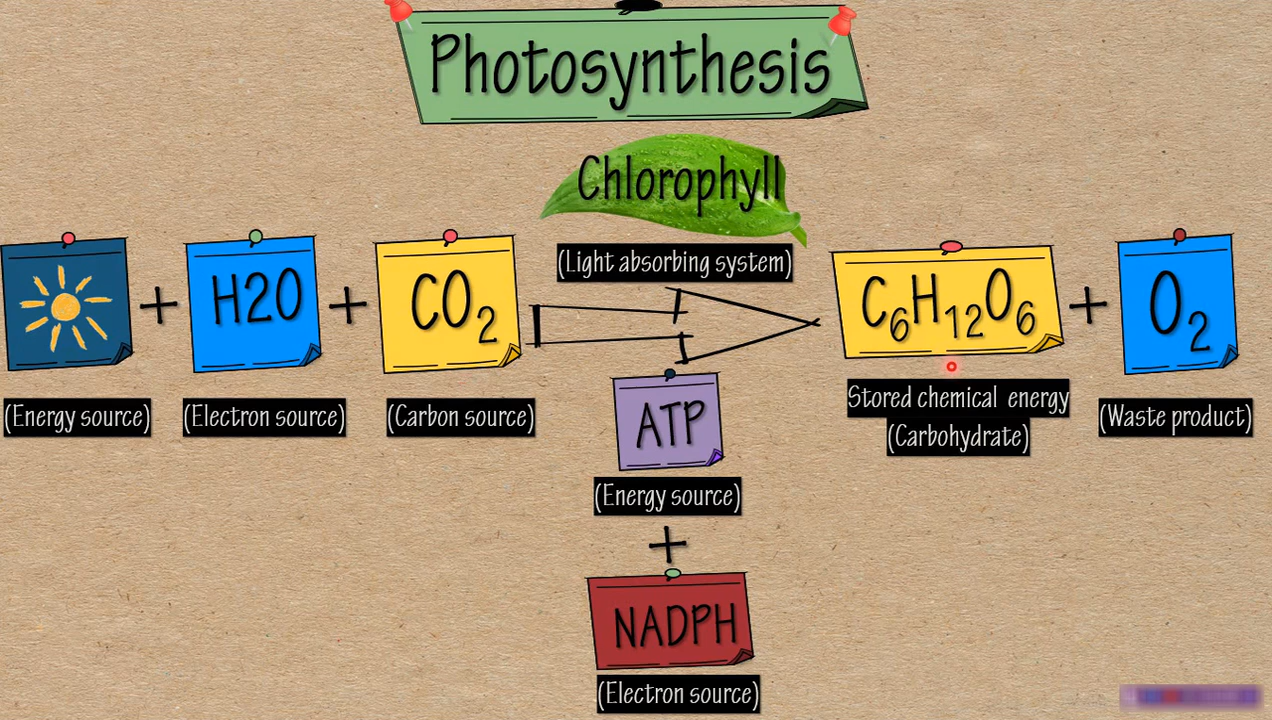 Photosynthesis
Chlorophyll
(Light absorbing system)
+ H2O + CO₂
C₆H₁₂O₆ + O₂
(Energy source)
(Electron source)
(Carbon source)
Stored chemical energy
(Carbohydrate)
(Waste product)
ATP
(Energy source)
+
NADPH
(Electron source)